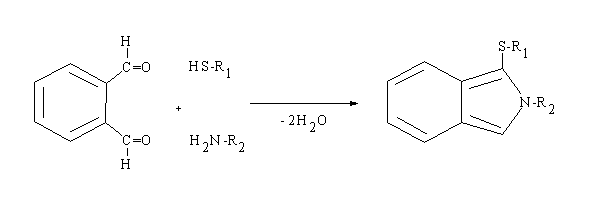 H
C=O
C=O
H
HS-R1
+
H2N-R2
- 2H2O
S-R1
N-R2